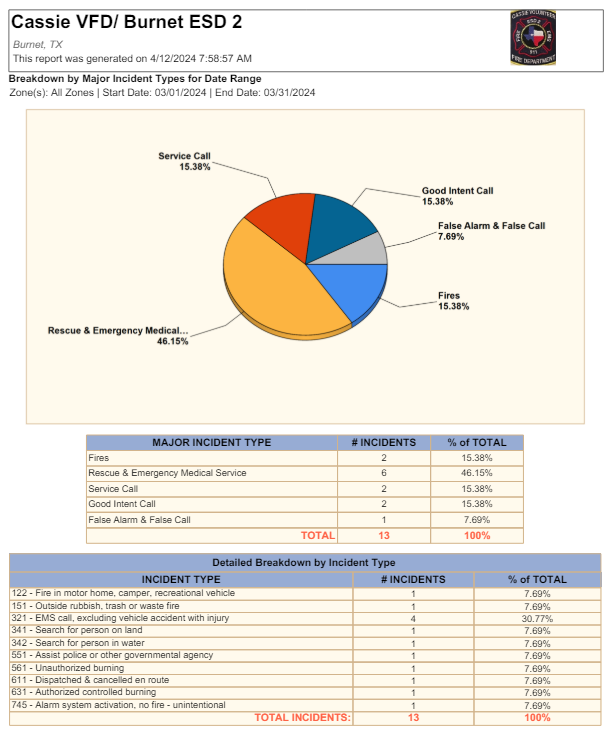 Cassie VFD/ Burnet ESD 2
Burnet, TX
This report was generated on 4/12/2024 7:58:57 AM
CASSIE VOLUNTEER
ESD 2
FIRE
EMS
911
FIRE DEPARTMENT
Breakdown by Major Incident Types for Date Range
Zone(s): All Zones | Start Date: 03/01/2024 | End Date: 03/31/2024
Service Call
15.38%
Good Intent Call
15.38%
False Alarm & False Call
7.69%
Fires
15.38%
Rescue & Emergency Medical...
46.15%
MAJOR INCIDENT TYPE # INCIDENTS % of TOTAL
Fires 2 15.38%
Rescue & Emergency Medical Service 6 46.15%
Service Call 2 15.38%
Good Intent Call 2 15.38%
False Alarm & False Call 1 7.69%
TOTAL 13 100%
Detailed Breakdown by Incident Type
INCIDENT TYPE # INCIDENTS % of TOTAL
122 - Fire in motor home, camper, recreational vehicle 1 7.69%
151 - Outside rubbish, trash or waste fire 1 7.69%
321 - EMS call, excluding vehicle accident with injury 4 30.77%
341 - Search for person on land 1 7.69%
342 - Search for person in water 1 7.69%
551 - Assist police or other governmental agency 1 7.69%
561 - Unauthorized burning 1 7.69%
611 - Dispatched & cancelled en route 1 7.69%
631 - Authorized controlled burning 1 7.69%
745 - Alarm system activation, no fire - unintentional 1 7.69%
TOTAL INCIDENTS: 13 100%